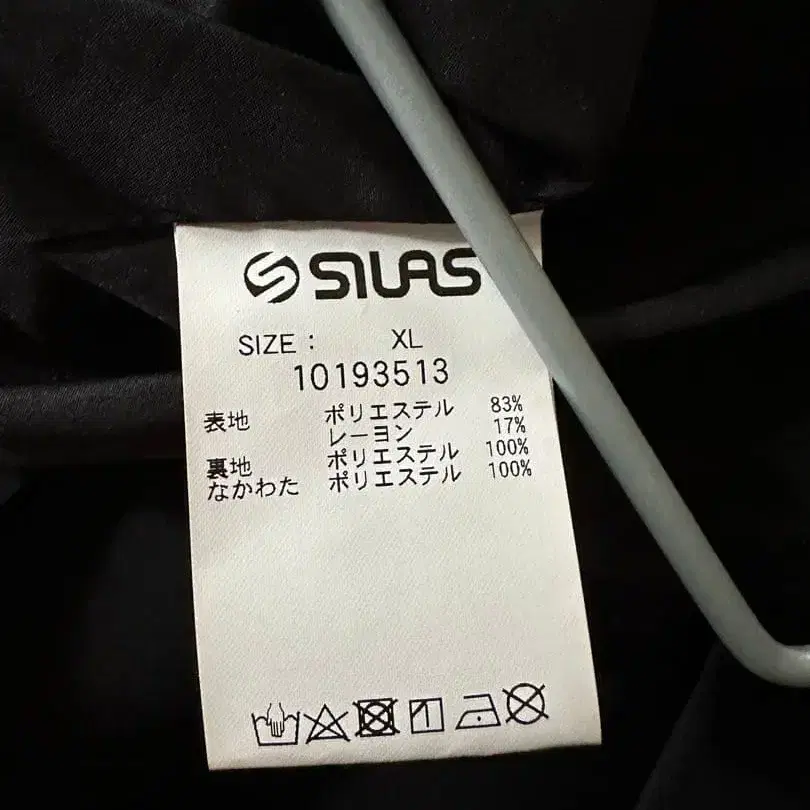 SILAS
SIZE : XL
10193513
表地 ポリエステル 83%
レーヨン 17%
裏地 ポリエステル 100%
なかわた ポリエステル 100%